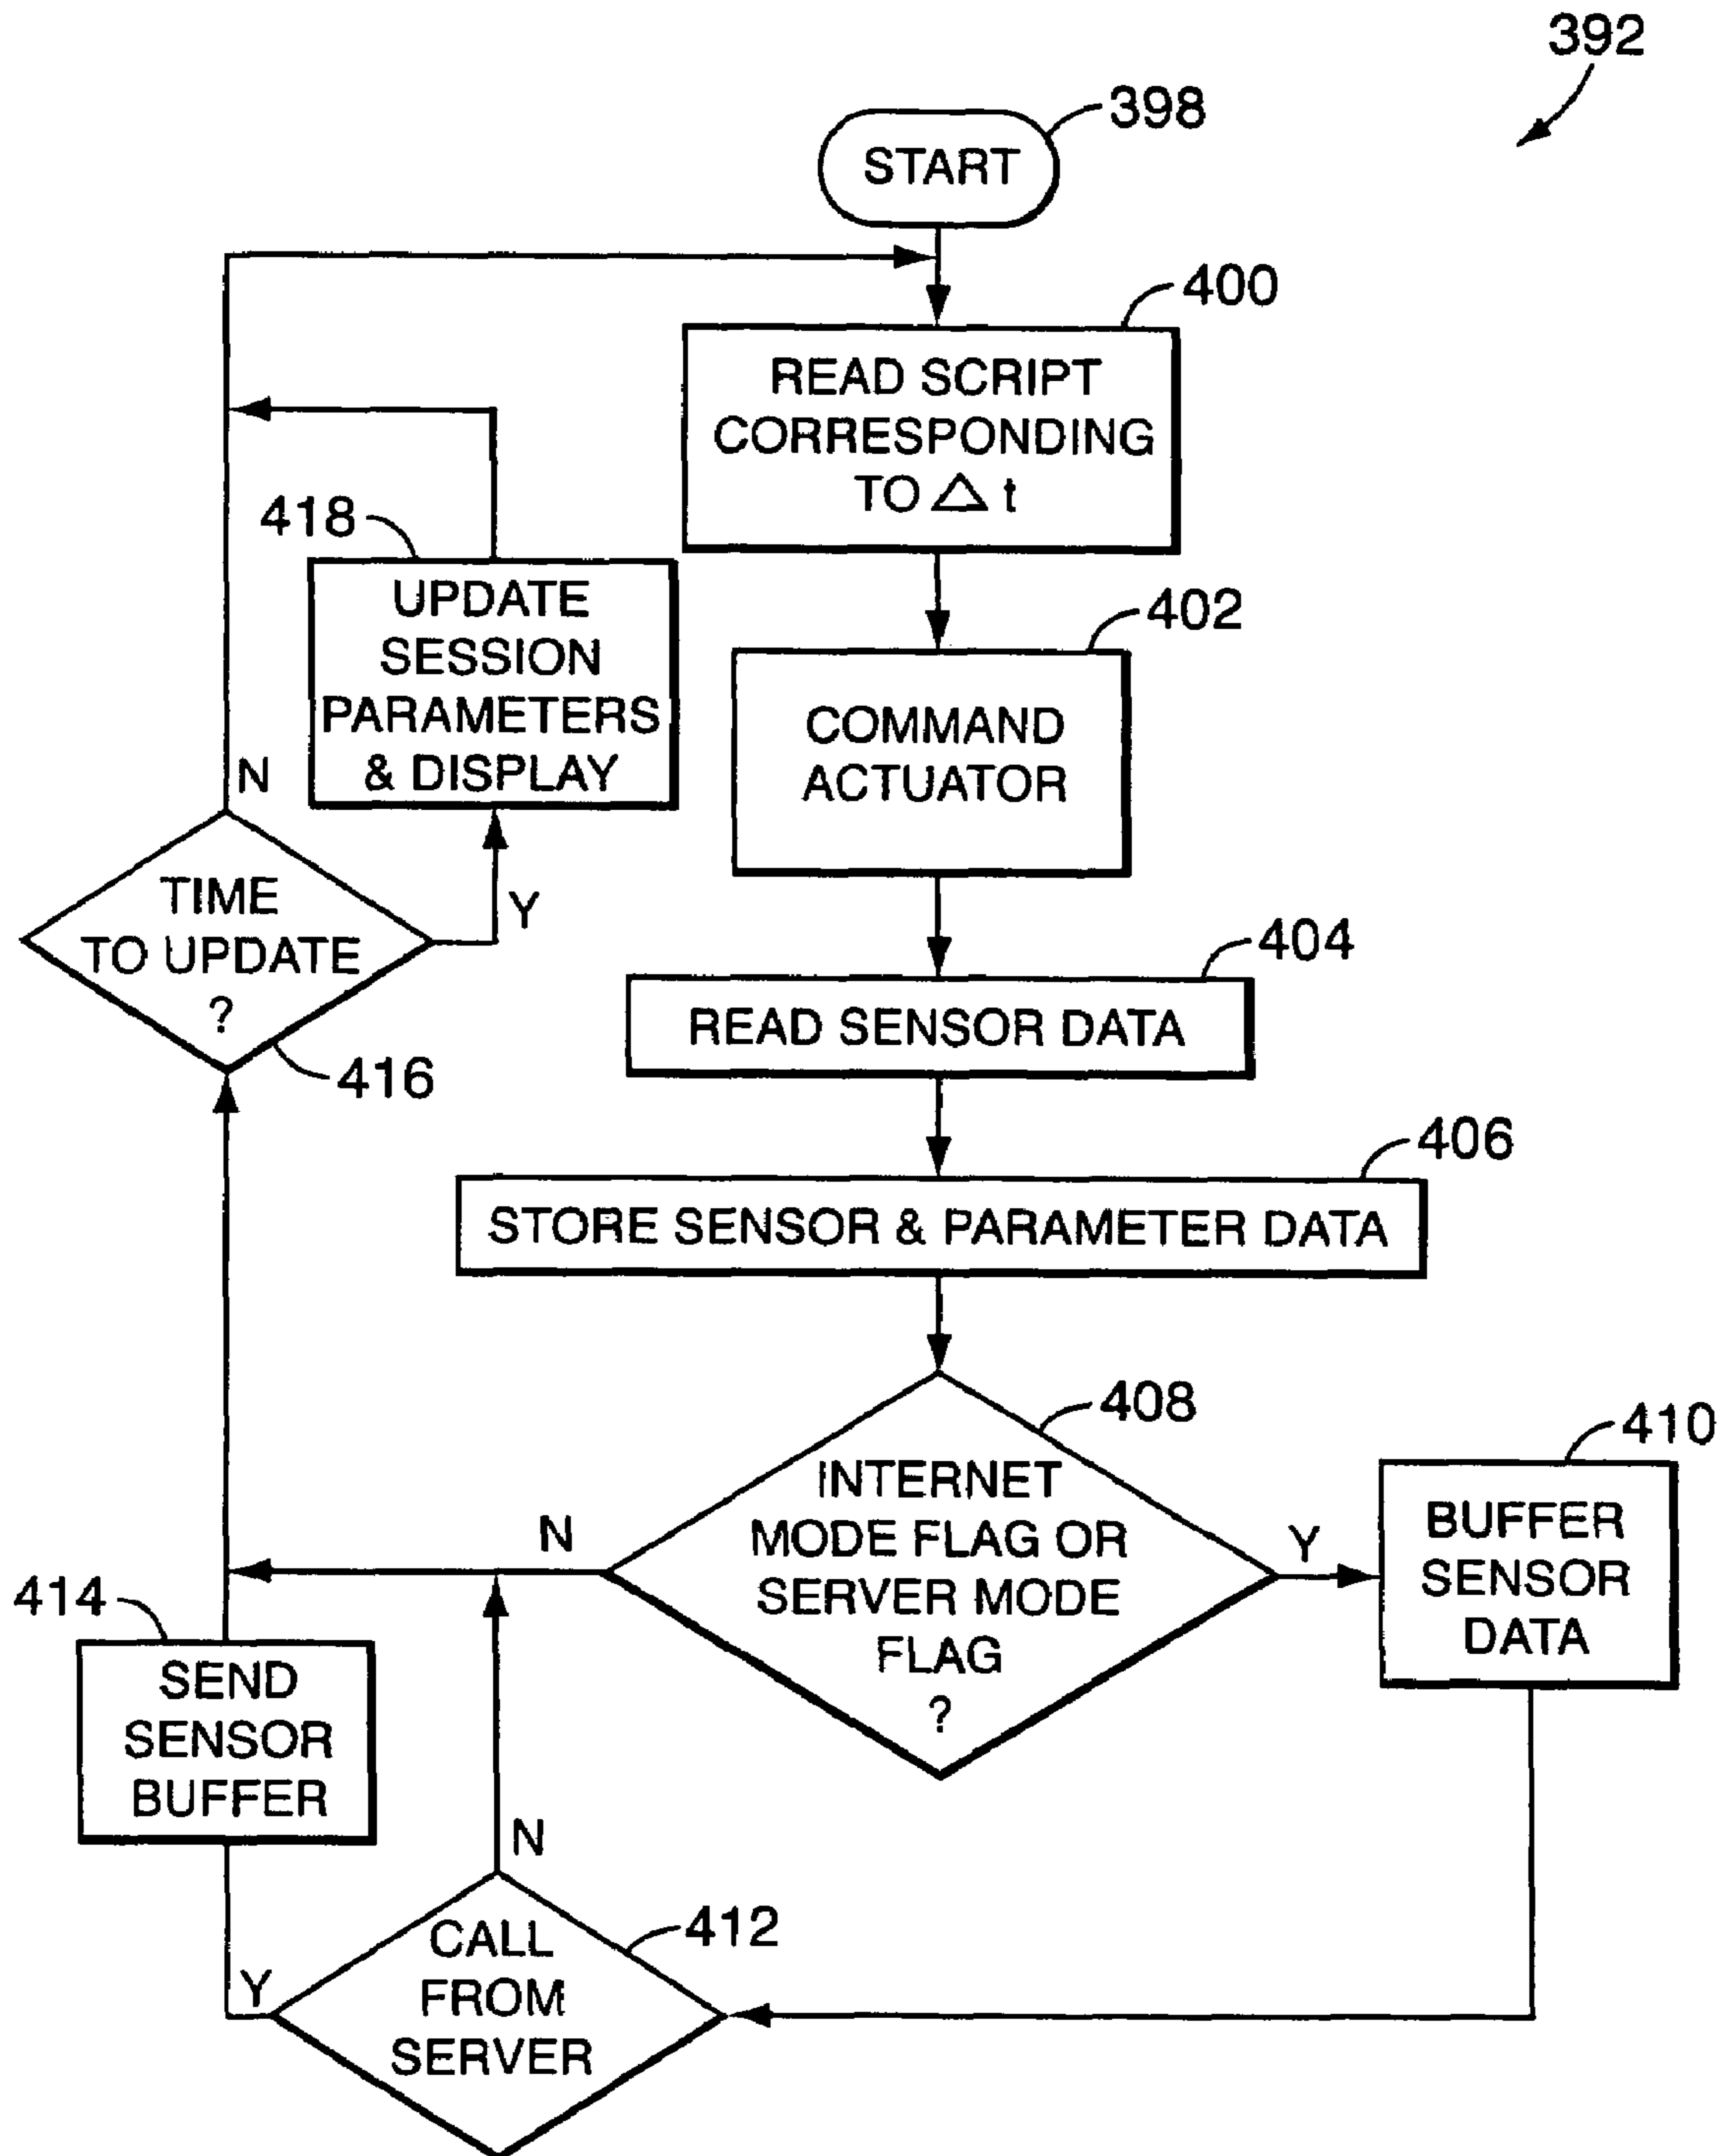 392
398
START
400
READ SCRIPT
CORRESPONDING
TO △ t
418
UPDATE
SESSION
PARAMETERS
& DISPLAY
402
COMMAND
ACTUATOR
N
TIME
TO UPDATE
?
Y
416
404
READ SENSOR DATA
406
STORE SENSOR & PARAMETER DATA
408
INTERNET
MODE FLAG OR
SERVER MODE
FLAG
?
N
Y
410
BUFFER
SENSOR
DATA
414
SEND
SENSOR
BUFFER
N
412
CALL
FROM
SERVER
Y